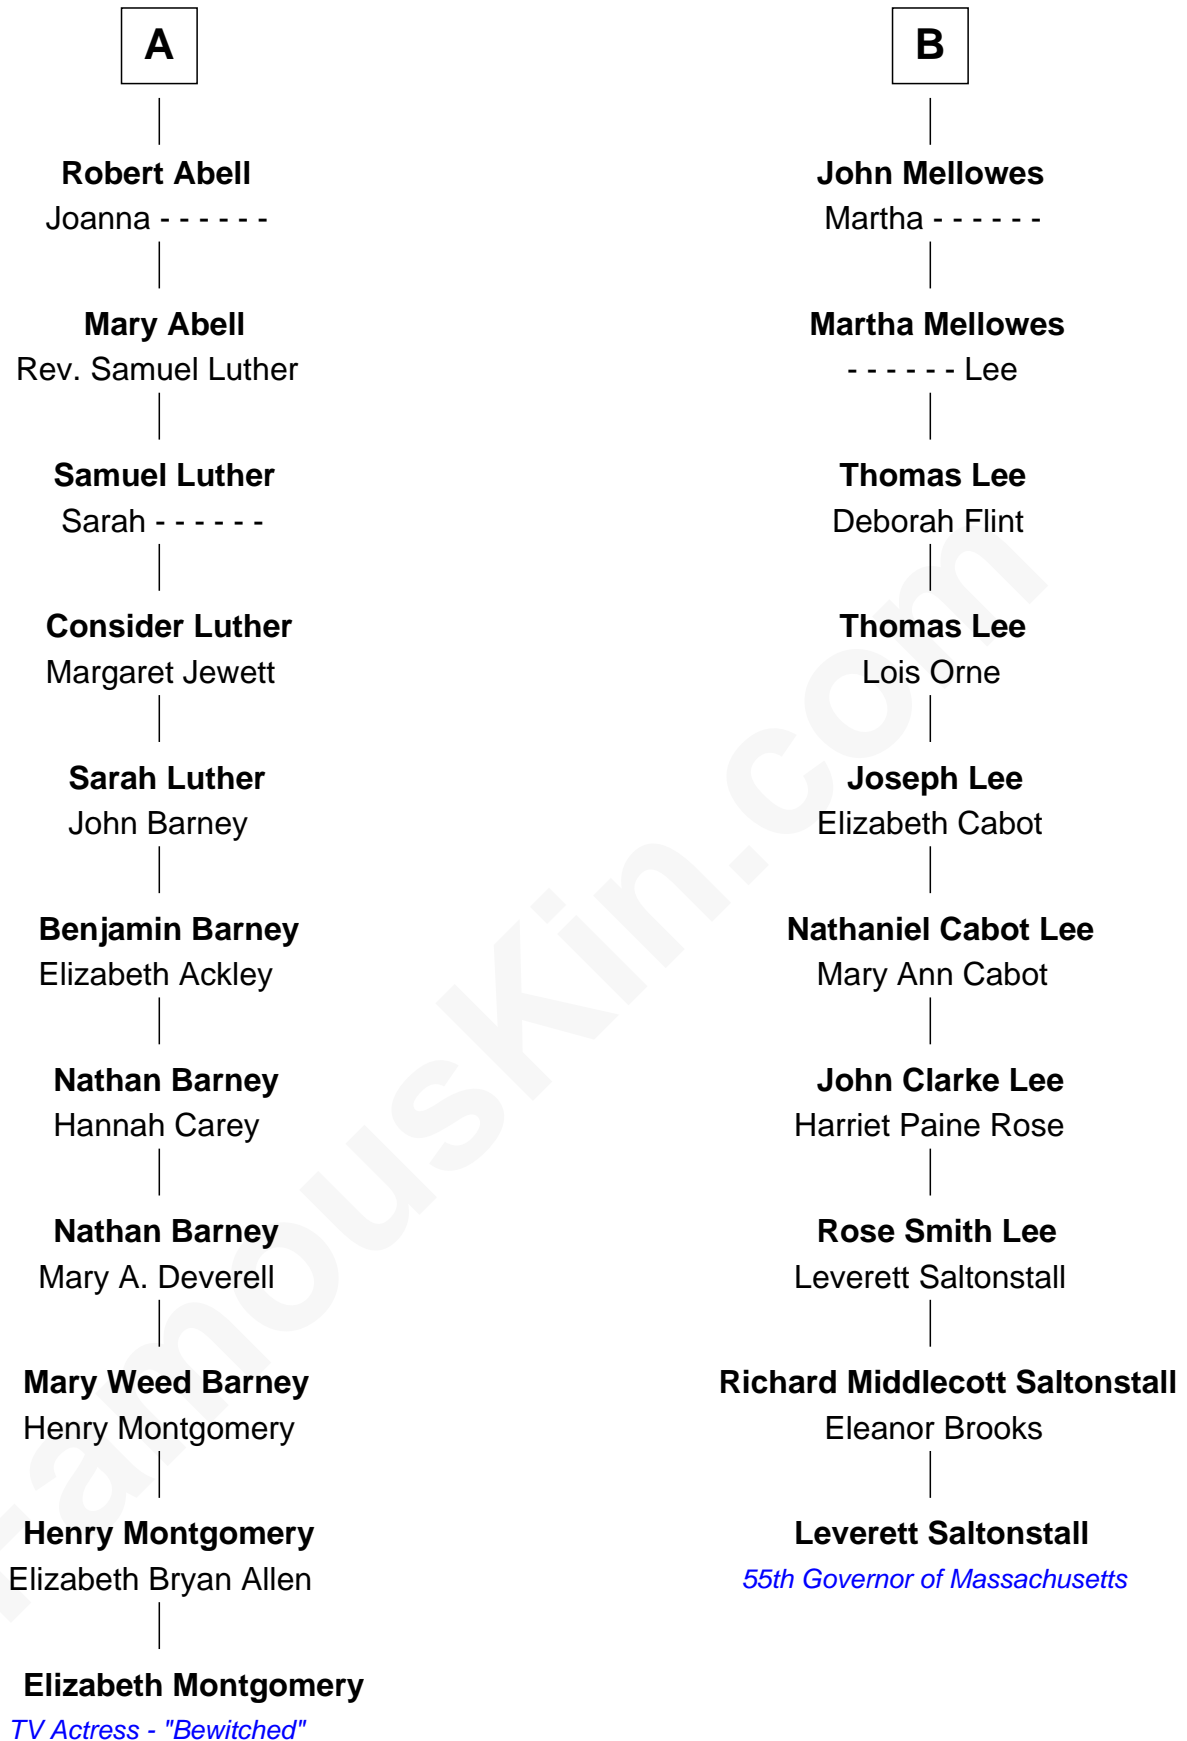 A
Robert Abell
Joanna - - - - - -
Mary Abell
Rev. Samuel Luther
Samuel Luther
Sarah - - - - - -
Consider Luther
Margaret Jewett
Sarah Luther
John Barney
Benjamin Barney
Elizabeth Ackley
Nathan Barney
Hannah Carey
Nathan Barney
Mary A. Deverell
Mary Weed Barney
Henry Montgomery
Henry Montgomery
Elizabeth Bryan Allen
Elizabeth Montgomery
TV Actress - "Bewitched"
B
John Mellowes
Martha - - - - - -
Martha Mellowes
- - - - - - Lee
Thomas Lee
Deborah Flint
Thomas Lee
Lois Orne
Joseph Lee
Elizabeth Cabot
Nathaniel Cabot Lee
Mary Ann Cabot
John Clarke Lee
Harriet Paine Rose
Rose Smith Lee
Leverett Saltonstall
Richard Middlecott Saltonstall
Eleanor Brooks
Leverett Saltonstall
55th Governor of Massachusetts
FamousKin.com